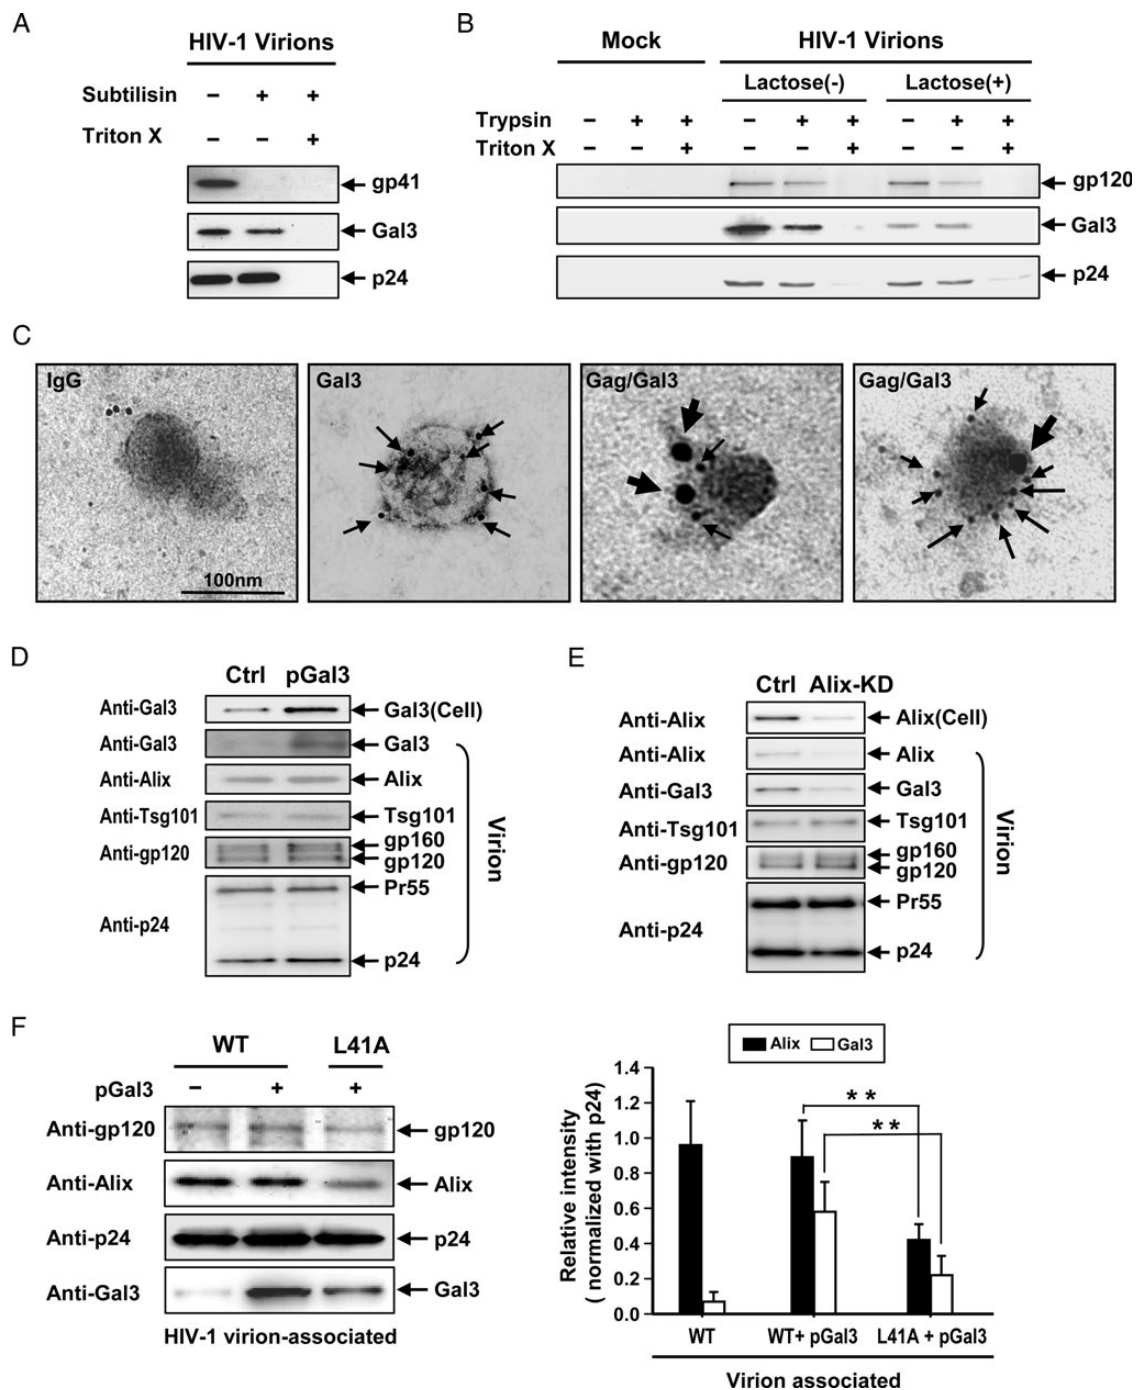 A
HIV-1 Virions
Subtilisin − + +
Triton X − − +
gp41
Gal3
p24
B
Mock HIV-1 Virions
Lactose(-) Lactose(+)
Trypsin − + + − + + − + +
Triton X − − + − − + − − +
gp120
Gal3
p24
C
IgG Gal3 Gag/Gal3 Gag/Gal3
100nm
D
Ctrl pGal3
Anti-Gal3 Gal3(Cell)
Anti-Gal3 Gal3
Anti-Alix Alix
Anti-Tsg101 Tsg101
Anti-gp120 gp160
gp120
Pr55
Anti-p24
p24
Virion
E
Ctrl Alix-KD
Anti-Alix Alix(Cell)
Anti-Alix Alix
Anti-Gal3 Gal3
Anti-Tsg101 Tsg101
Anti-gp120 gp160
gp120
Pr55
Anti-p24
p24
Virion
F
WT L41A
pGal3 − + +
Anti-gp120 gp120
Anti-Alix Alix
Anti-p24 p24
Anti-Gal3 Gal3
HIV-1 virion-associated
Alix Gal3
Relative intensity
( normalized with p24)
1.4
1.2
1.0
0.8
0.6
0.4
0.2
0.0
* *
* *
WT WT+ pGal3 L41A + pGal3
Virion associated